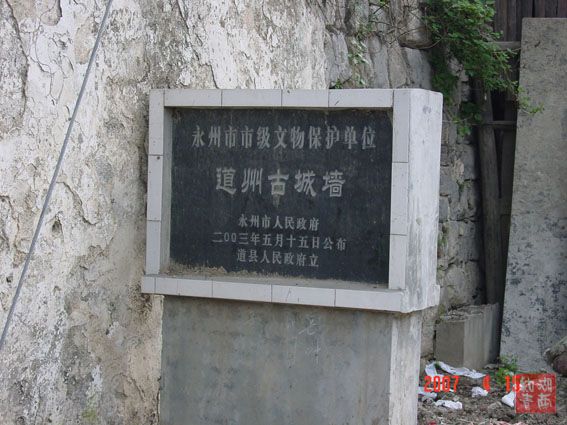 永州市市级文物保护单位
道州古城墙
永州市人民政府
二00三年五月十五日公布
道县人民政府立
2007